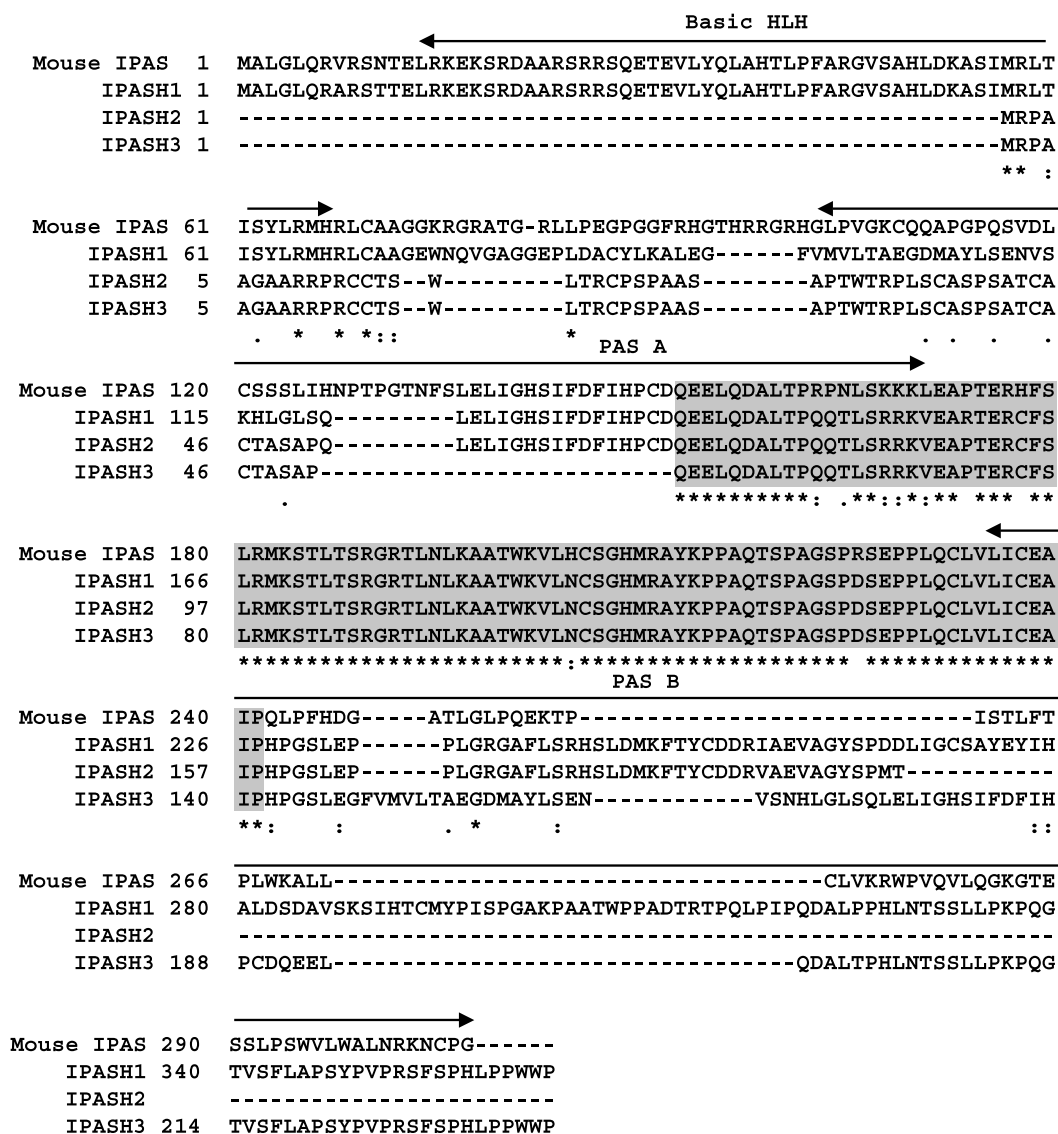 Basic HLH
Mouse IPAS 1 MALGLQRVRSNTELRKEKSRDAARSRRSQETEVLYQLAHTLPFARGVSAHLDKASIMRLT
IPASH1 1 MALGLQRARSTTELRKEKSRDAARSRRSQETEVLYQLAHTLPFARGVSAHLDKASIMRLT
IPASH2 1 --------------------------------------------------------MRPA
IPASH3 1 --------------------------------------------------------MRPA
** :
Mouse IPAS 61 ISYLRMHRLCAAGGKRGRATG-RLLPEGPGGFRHGTHRRGRHGLPVGKCQQAPGPQSVDL
IPASH1 61 ISYLRMHRLCAAGEWNQVGAGGEPLDACYLKALEG------FVMVLTAEGDMAYLSENVS
IPASH2 5 AGAARRPRCCTS--W---------LTRCPSPAAS--------APTWTRPLSCASPSATCA
IPASH3 5 AGAARRPRCCTS--W---------LTRCPSPAAS--------APTWTRPLSCASPSATCA
. * * *:: * . . . .
PAS A
Mouse IPAS 120 CSSSLIHNPTPGTNFSLELIGHSIFDFIHPCDQEELQDALTPRPNLSKKKLEAPTERHFS
IPASH1 115 KHLGLSQ---------LELIGHSIFDFIHPCDQEELQDALTPQQTLSRRKVEARTERCFS
IPASH2 46 CTASAPQ---------LELIGHSIFDFIHPCDQEELQDALTPQQTLSRRKVEAPTERCFS
IPASH3 46 CTASAP--------------------------QEELQDALTPQQTLSRRKVEAPTERCFS
. **********: .**::*:** *** **
Mouse IPAS 180 LRMKSTLTSRGRTLNLKAATWKVLHCSGHMRAYKPPAQTSPAGSPRSEPPLQCLVLICEA
IPASH1 166 LRMKSTLTSRGRTLNLKAATWKVLNCSGHMRAYKPPAQTSPAGSPDSEPPLQCLVLICEA
IPASH2 97 LRMKSTLTSRGRTLNLKAATWKVLNCSGHMRAYKPPAQTSPAGSPDSEPPLQCLVLICEA
IPASH3 80 LRMKSTLTSRGRTLNLKAATWKVLNCSGHMRAYKPPAQTSPAGSPDSEPPLQCLVLICEA
************************:******************** **************
PAS B
Mouse IPAS 240 IPQLPFHDG-----ATLGLPQEKTP-----------------------------ISTLFT
IPASH1 226 IPHPGSLEP------PLGRGAFLSRHSLDMKFTYCDDRIAEVAGYSPDDLIGCSAYEYIH
IPASH2 157 IPHPGSLEP------PLGRGAFLSRHSLDMKFTYCDDRVAEVAGYSPMT-----------
IPASH3 140 IPHPGSLEGFVMVLTAEGDMAYLSEN------------VSNHLGLSQLELIGHSIFDFIH
**: : . * : ::
Mouse IPAS 266 PLWKALL------------------------------------CLVKRWPVQVLQGKGTE
IPASH1 280 ALDSDAVSKSIHTCMYPISPGAKPAATWPPADTRTPQLPIPQDALPPHLNTSSLLPKPQG
IPASH2 ------------------------------------------------------------
IPASH3 188 PCDQEEL----------------------------------QDALTPHLNTSSLLPKPQG
Mouse IPAS 290 SSLPSWVLWALNRKNCPG------
IPASH1 340 TVSFLAPSYPVPRSFSPHLPPWWP
IPASH2 ------------------------
IPASH3 214 TVSFLAPSYPVPRSFSPHLPPWWP